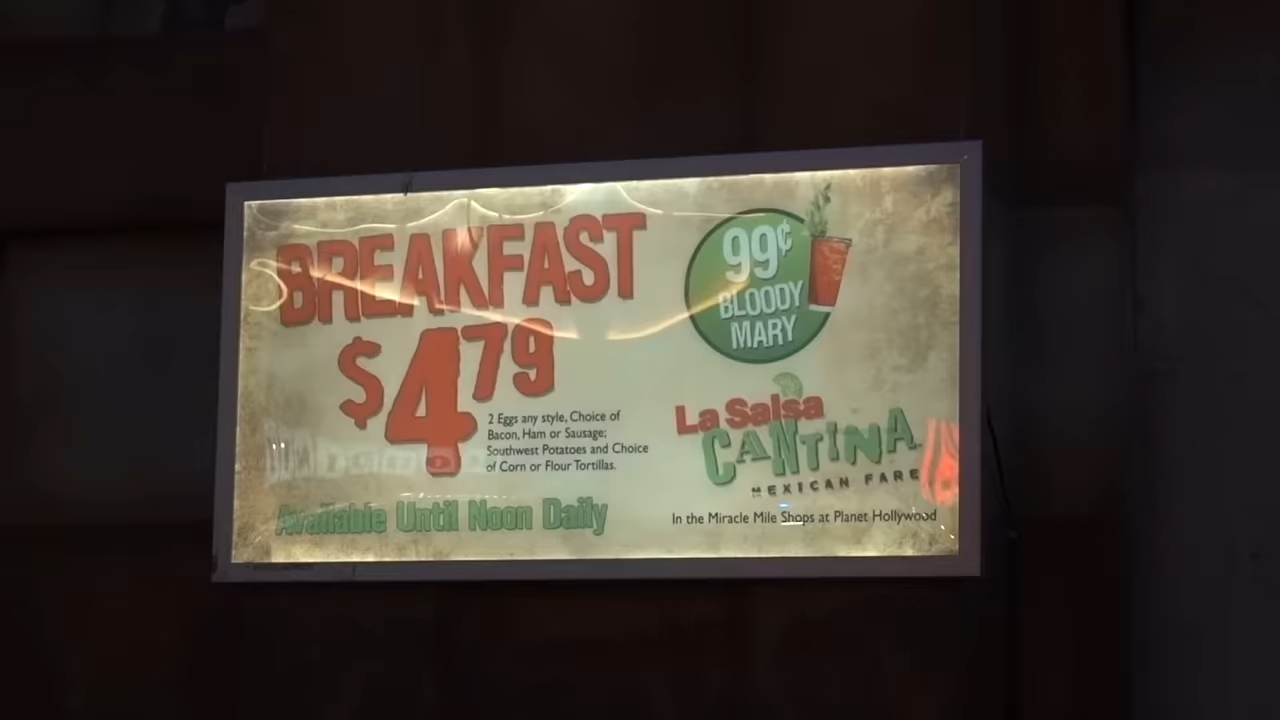 BREAKFAST
$4 79
2 Eggs any style, Choice of
Bacon, Ham or Sausage;
Southwest Potatoes and Choice
of Corn or Flour Tortillas.
Available Until Noon Daily
99¢
BLOODY
MARY
La Salsa
CANTINA
MEXICAN FARE
In the Miracle Mile Shops at Planet Hollywood